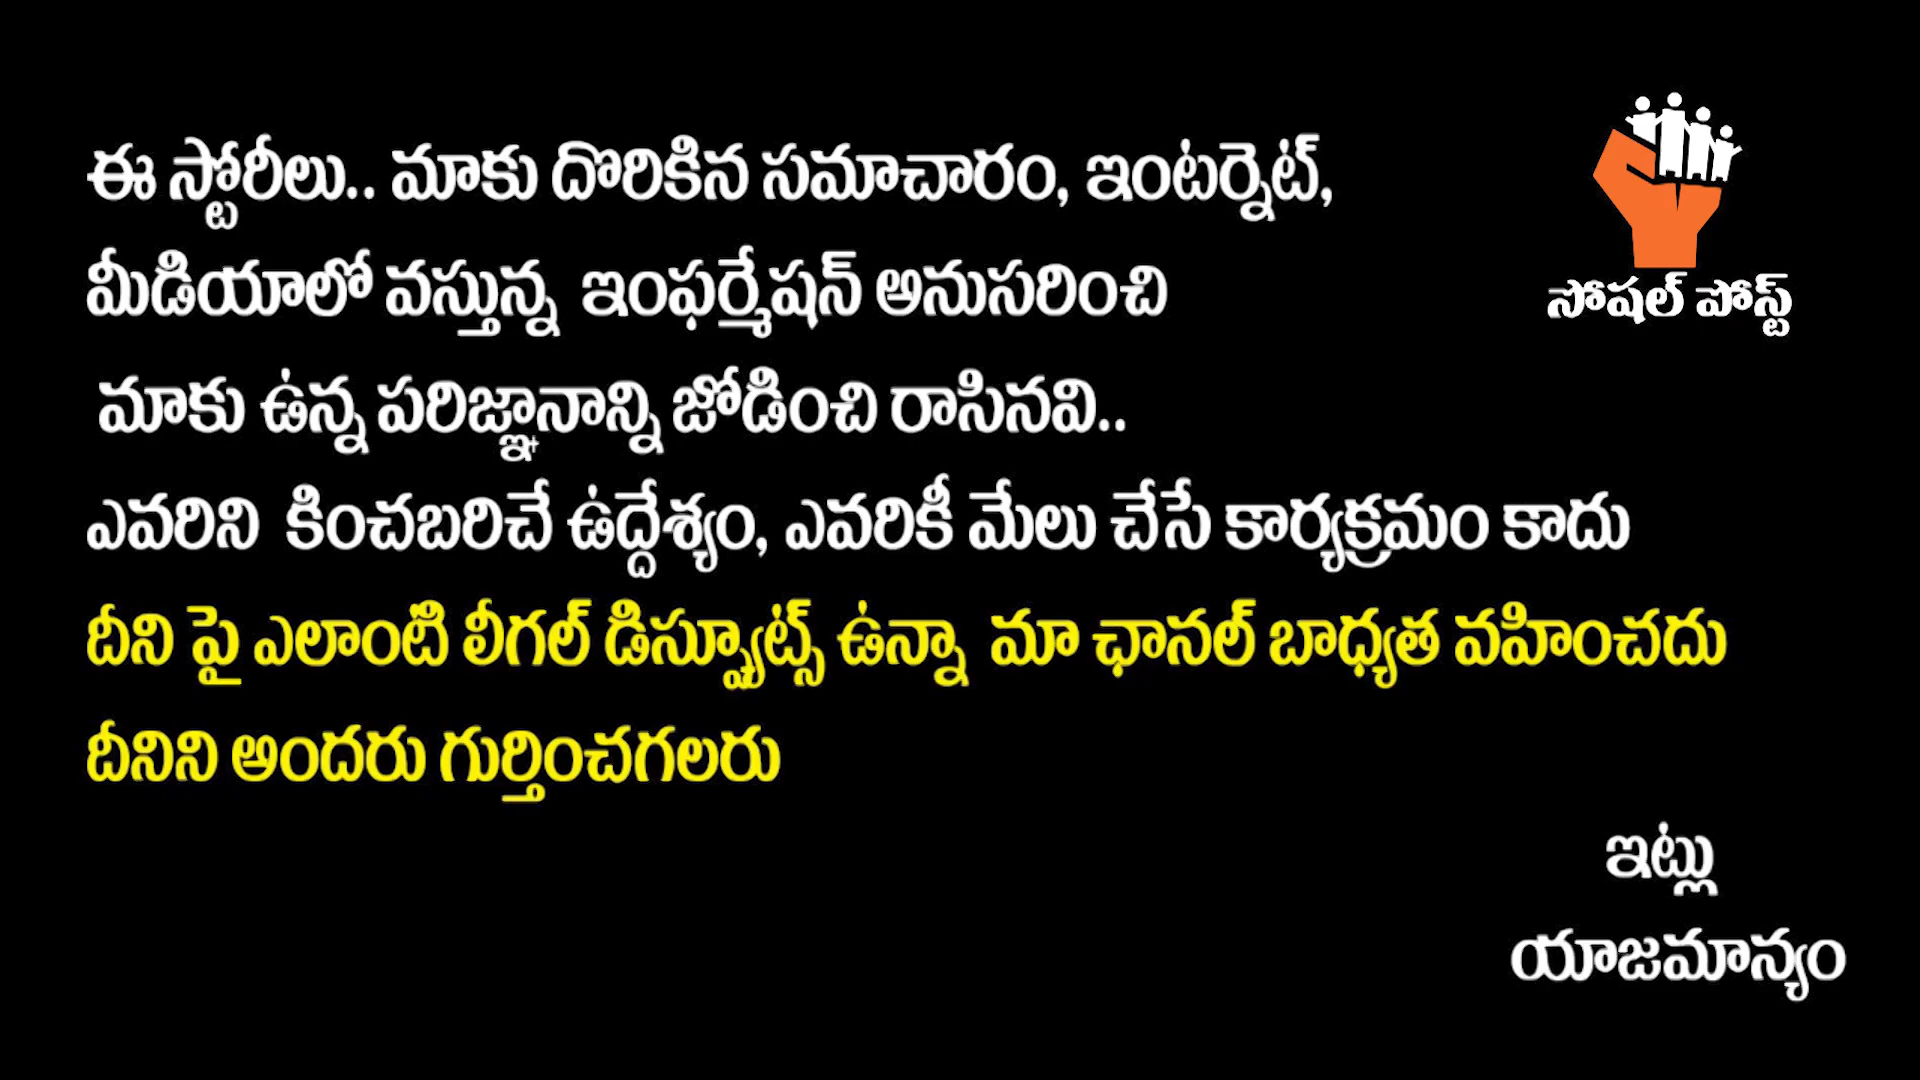 ఈ స్టోరీలు.. మాకు దొరికిన సమాచారం, ఇంటర్నెట్,
మీడియాలో వస్తున్న ఇంఫర్మేషన్ అనుసరించి
మాకు ఉన్న పరిజ్ఞానాన్ని జోడించి రాసినవి..
ఎవరిని కించబరిచే ఉద్దేశ్యం, ఎవరికీ మేలు చేసే కార్యక్రమం కాదు
దీని పై ఎలాంటి లీగల్ డిస్ప్యూట్స్ ఉన్నా మా ఛానల్ బాధ్యత వహించదు
దీనిని అందరు గుర్తించగలరు
సోషల్ పోస్ట్
ఇట్లు
యాజమాన్యం